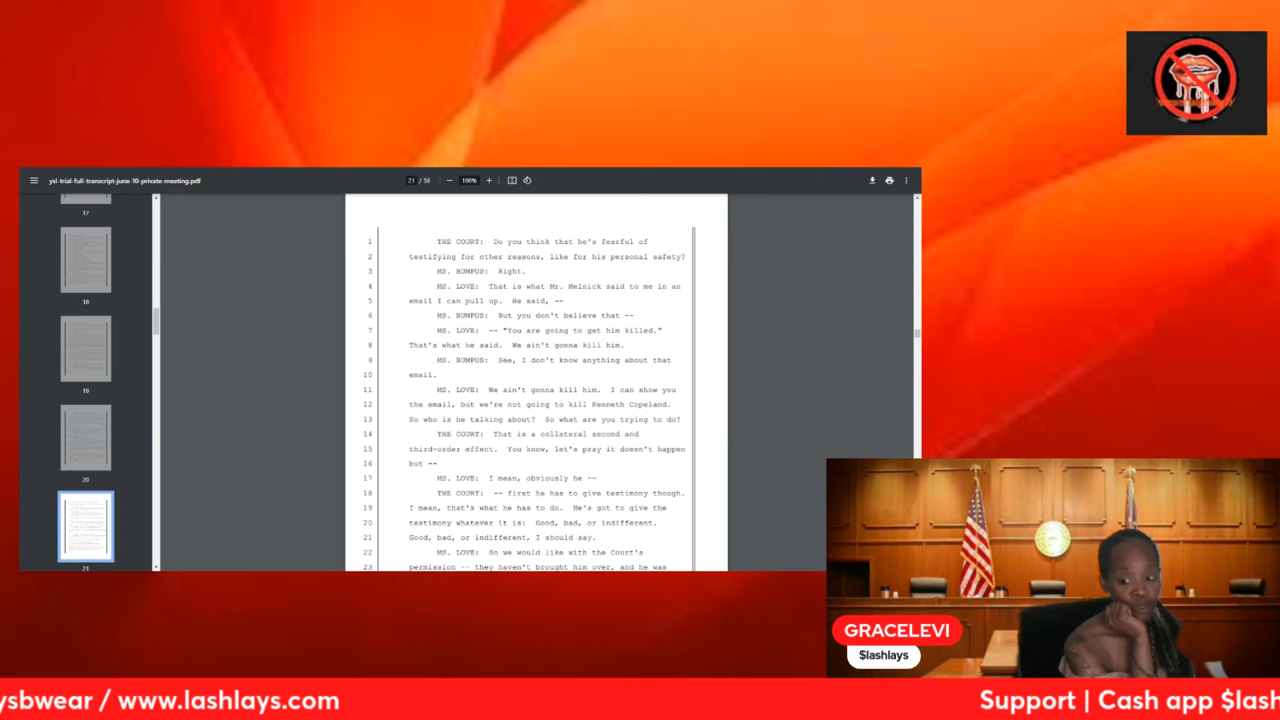 ysl-trial-full-transcript-june-10-private-meeting.pdf
21 / 56
100%
17
18
19
20
21
1 THE COURT: Do you think that he's fearful of
2 testifying for other reasons, like for his personal safety?
3 MS. BUMPUS: Right.
4 MS. LOVE: That is what Mr. Melnick said to me in an
5 email I can pull up. He said, --
6 MS. BUMPUS: But you don't believe that --
7 MS. LOVE: -- "You are going to get him killed."
8 That's what he said. We ain't gonna kill him.
9 MS. BUMPUS: See, I don't know anything about that
10 email.
11 MS. LOVE: We ain't gonna kill him. I can show you
12 the email, but we're not going to kill Kenneth Copeland.
13 So who is he talking about? So what are you trying to do?
14 THE COURT: That is a collateral second and
15 third-order effect. You know, let's pray it doesn't happen
16 but --
17 MS. LOVE: I mean, obviously he --
18 THE COURT: -- first he has to give testimony though.
19 I mean, that's what he has to do. He's got to give the
20 testimony whatever it is: Good, bad, or indifferent.
21 Good, bad, or indifferent, I should say.
22 MS. LOVE: So we would like with the Court's
23 permission -- they haven't brought him over, and he was
GRACELEVI
$lashlays
ysbwear / www.lashlays.com
Support | Cash app $lash